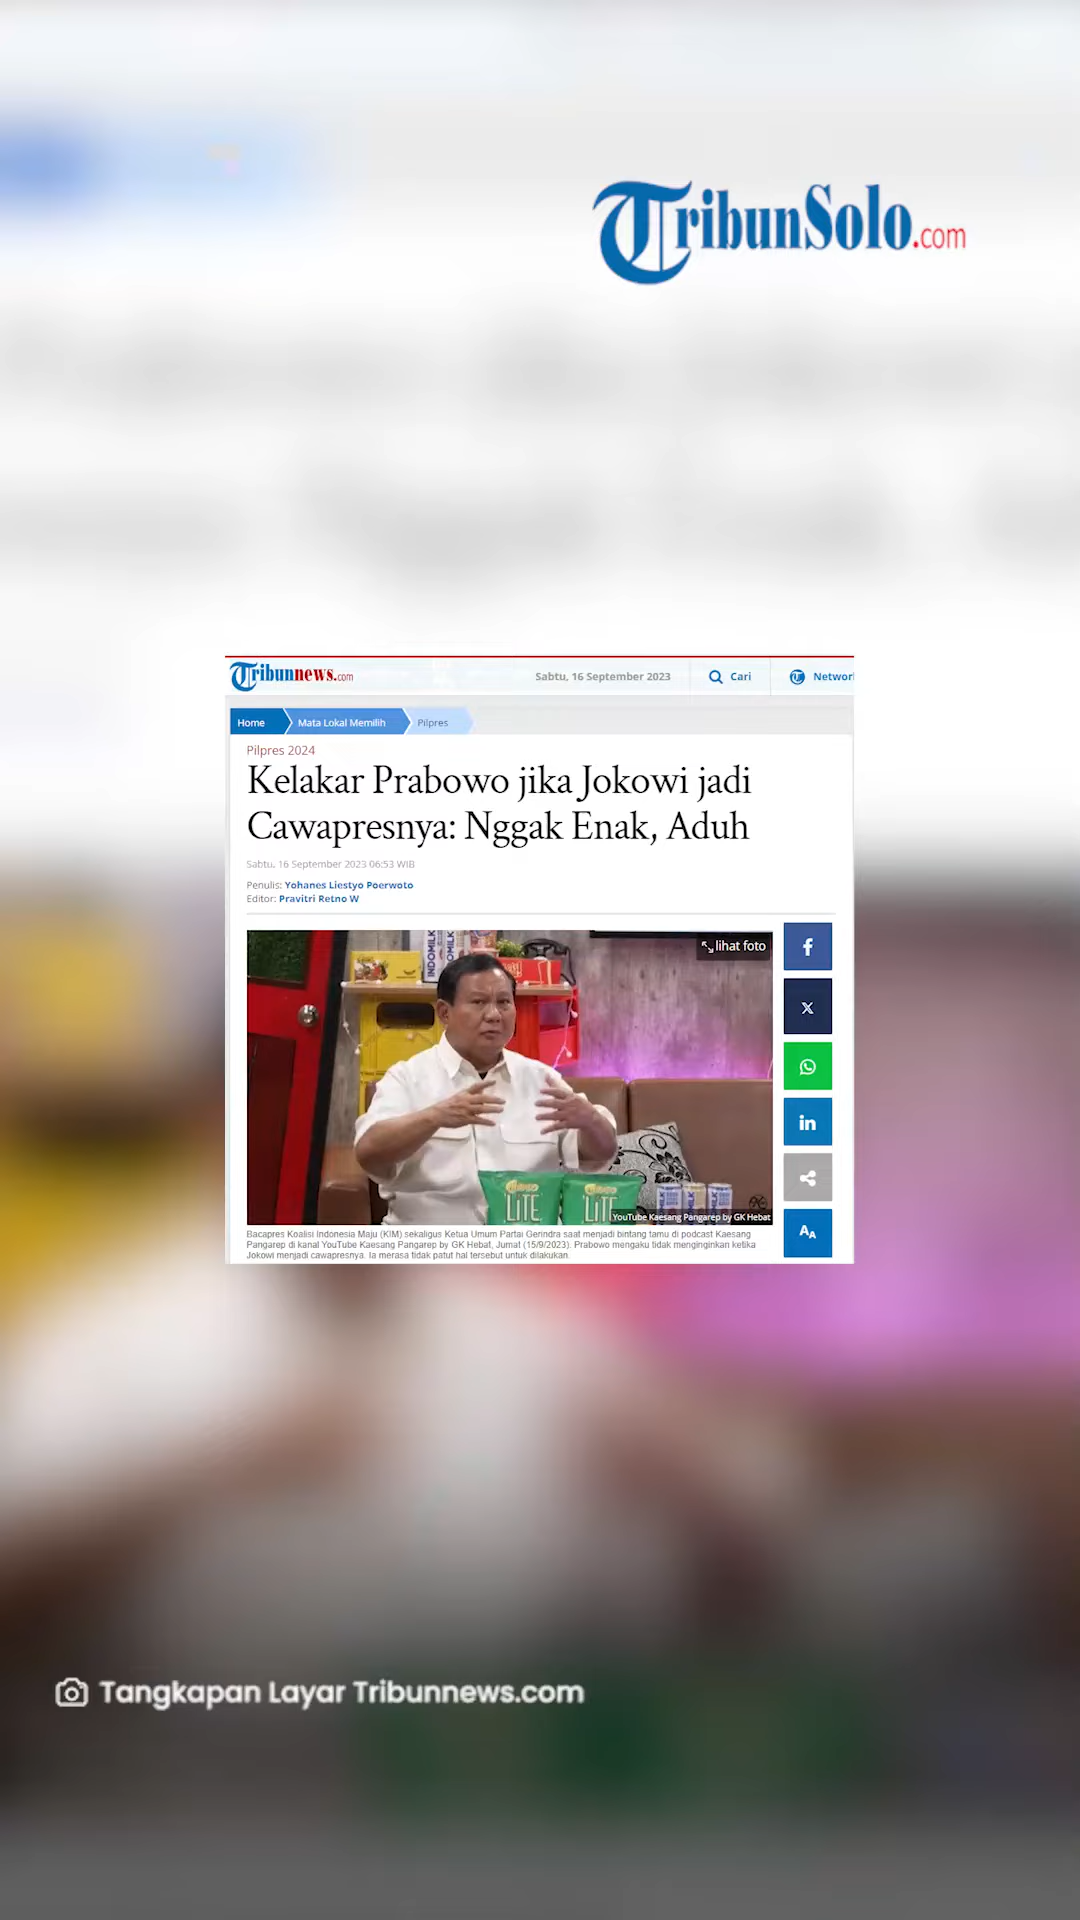 TribunSolo.com
Tribunnews.com
Sabtu, 16 September 2023
Cari
Networ
Home
Mata Lokal Memilih
Pilpres
Pilpres 2024
Kelakar Prabowo jika Jokowi jadi
Cawapresnya: Nggak Enak, Aduh
Sabtu, 16 September 2023 06:53 WIB
Penulis: Yohanes Liestyo Poerwoto
Editor: Pravitri Retno W
lihat foto
INDOMILK
LITE
LITE
YouTube Kaesang Pangarep by GK Hebat
Bacapres Koalisi Indonesia Maju (KIM) sekaligus Ketua Umum Partai Gerindra saat menjadi bintang tamu di podcast Kaesang
Pangarep di kanal YouTube Kaesang Pangarep by GK Hebat, Jumat (15/9/2023). Prabowo mengaku tidak menginginkan ketika
Jokowi menjadi cawapresnya. Ia merasa tidak patut hal tersebut untuk dilakukan.
AA
Tangkapan Layar Tribunnews.com